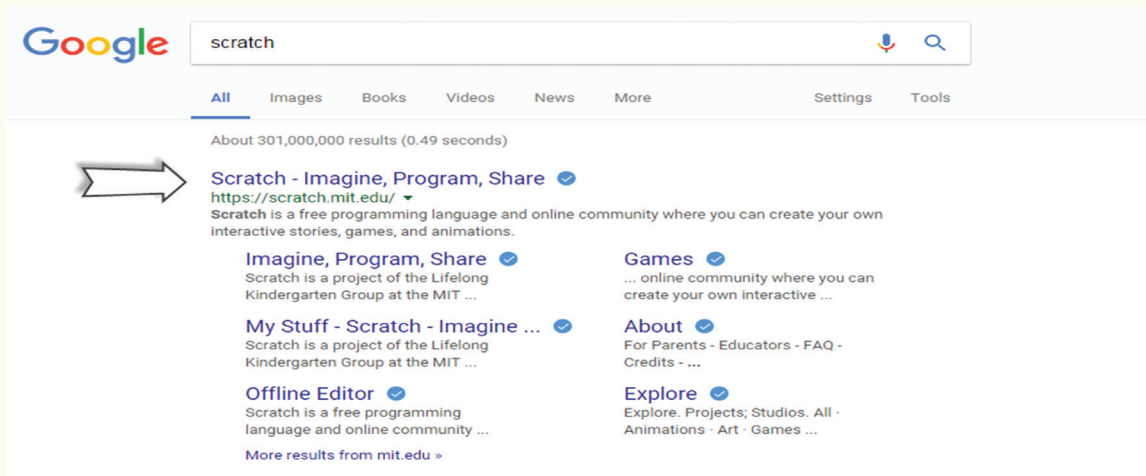 Google
scratch
All Images Books Videos News More Settings Tools
About 301,000,000 results (0.49 seconds)
Scratch - Imagine, Program, Share
https://scratch.mit.edu/
Scratch is a free programming language and online community where you can create your own
interactive stories, games, and animations.
Imagine, Program, Share
Scratch is a project of the Lifelong
Kindergarten Group at the MIT ...
Games
... online community where you can
create your own interactive ...
My Stuff - Scratch - Imagine ...
Scratch is a project of the Lifelong
Kindergarten Group at the MIT ...
About
For Parents - Educators - FAQ -
Credits - ...
Offline Editor
Scratch is a free programming
language and online community ...
Explore
Explore. Projects; Studios. All ·
Animations · Art · Games ...
More results from mit.edu »